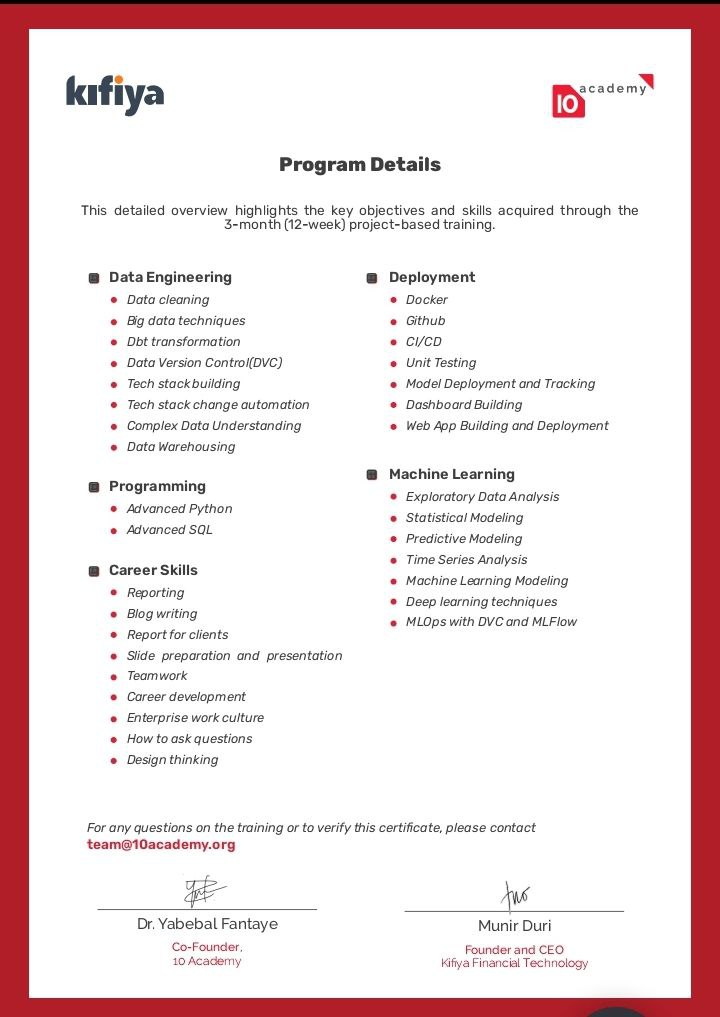 kifiya
10 academy
Program Details
This detailed overview highlights the key objectives and skills acquired through the
3-month (12-week) project-based training.
Data Engineering
Data cleaning
Big data techniques
Dbt transformation
Data Version Control(DVC)
Tech stack building
Tech stack change automation
Complex Data Understanding
Data Warehousing
Programming
Advanced Python
Advanced SQL
Career Skills
Reporting
Blog writing
Report for clients
Slide preparation and presentation
Teamwork
Career development
Enterprise work culture
How to ask questions
Design thinking
Deployment
Docker
Github
CI/CD
Unit Testing
Model Deployment and Tracking
Dashboard Building
Web App Building and Deployment
Machine Learning
Exploratory Data Analysis
Statistical Modeling
Predictive Modeling
Time Series Analysis
Machine Learning Modeling
Deep learning techniques
MLOps with DVC and MLFlow
For any questions on the training or to verify this certificate, please contact
team@10academy.org
Dr. Yabebal Fantaye
Co-Founder,
10 Academy
Munir Duri
Founder and CEO
Kifiya Financial Technology